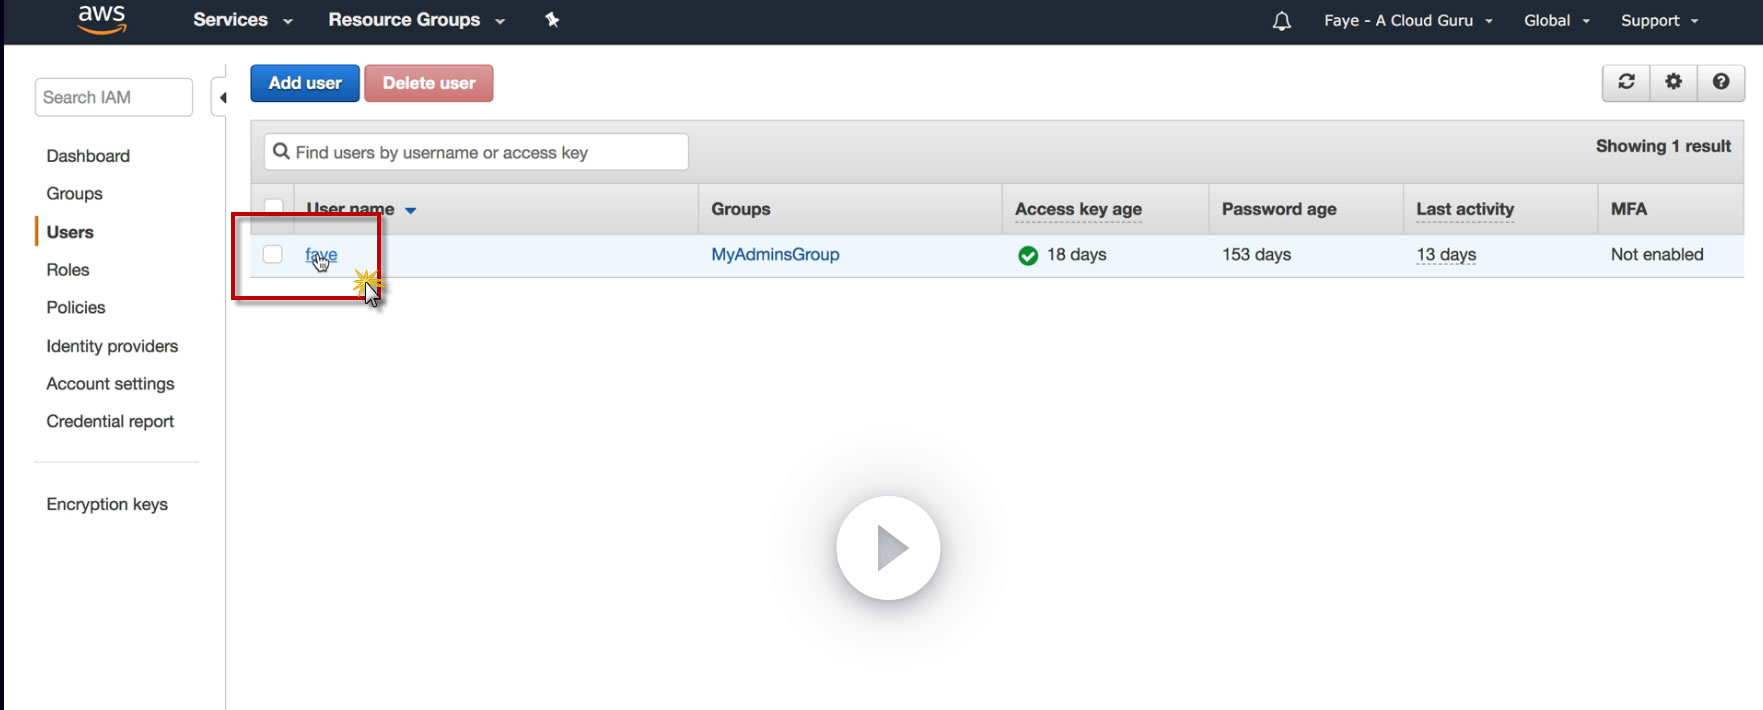 aws Services Resource Groups Faye - A Cloud Guru Global Support
Search IAM
Add user Delete user
Dashboard
Groups
Users
Roles
Policies
Identity providers
Account settings
Credential report
Encryption keys
Find users by username or access key
Showing 1 result
User name Groups Access key age Password age Last activity MFA
faye MyAdminsGroup 18 days 153 days 13 days Not enabled